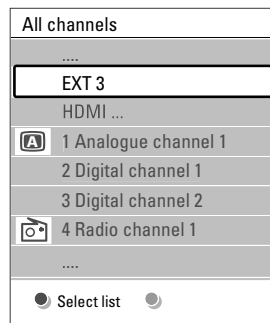 All channels
....
EXT 3
HDMI ...
A 1 Analogue channel 1
2 Digital channel 1
3 Digital channel 2
4 Radio channel 1
....
Select list